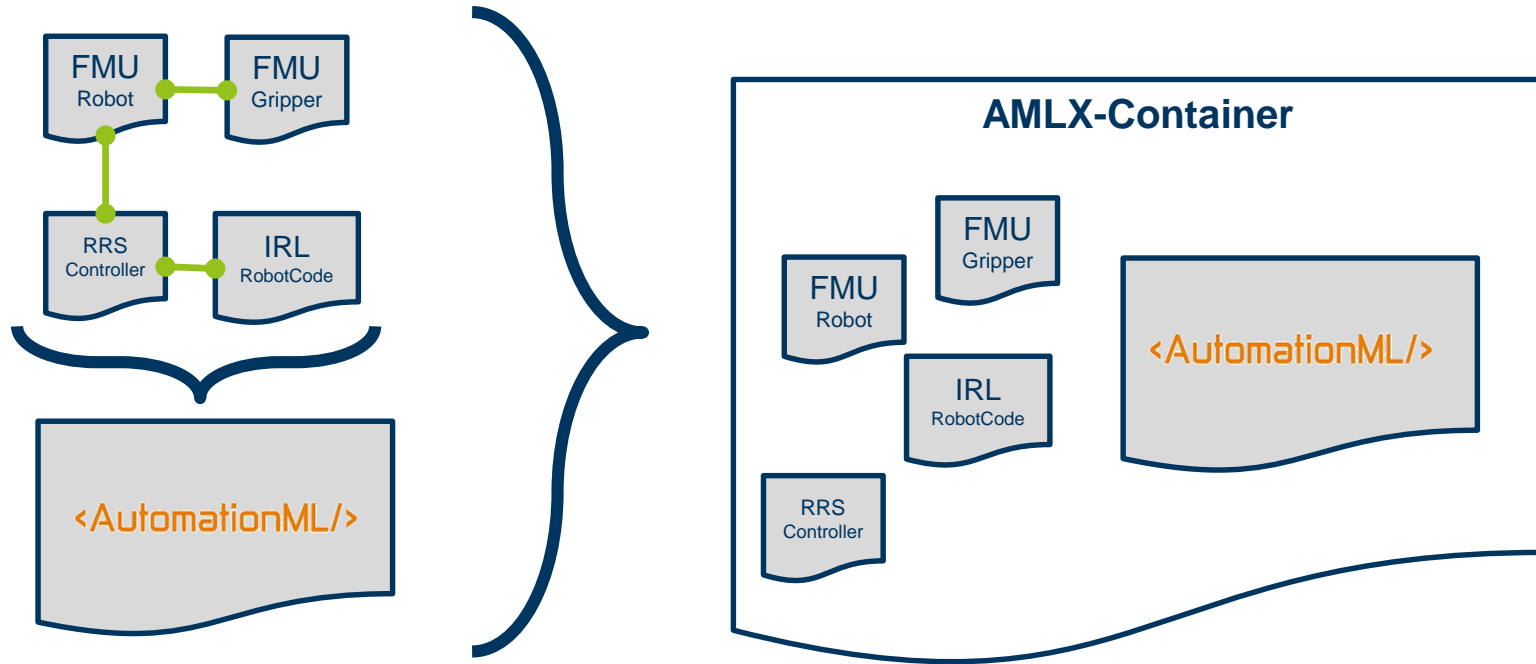 FMU
Robot
FMU
Gripper
RRS
Controller
IRL
RobotCode
<AutomationML/>
AMLX-Container
FMU
Gripper
FMU
Robot
IRL
RobotCode
<AutomationML/>
RRS
Controller